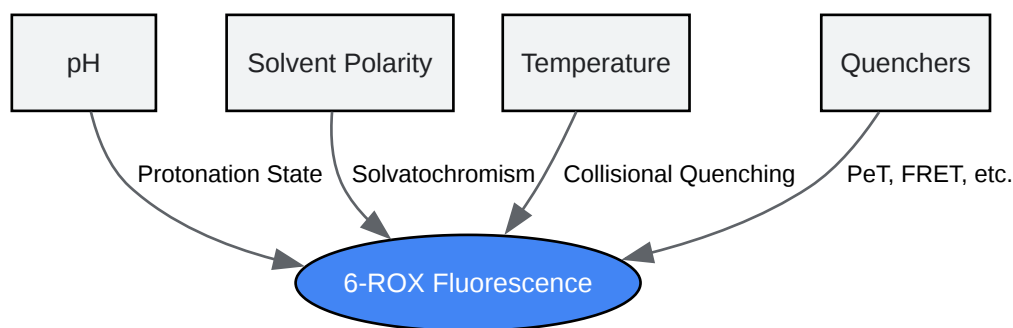 pH
Solvent Polarity
Temperature
Quenchers
Protonation State
Solvatochromism
Collisional Quenching
PeT, FRET, etc.
6-ROX Fluorescence